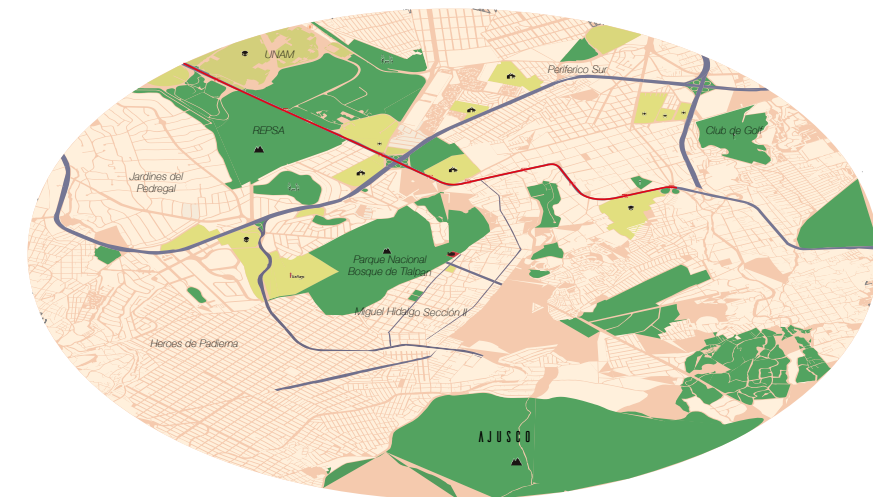 UNAM
Periferico Sur
REPSA
Club de Golf
Jardines del
Pedregal
Parque Nacional
Bosque de Tlalpan
Miguel Hidalgo Sección II
Heroes de Padierna
AJUSCO